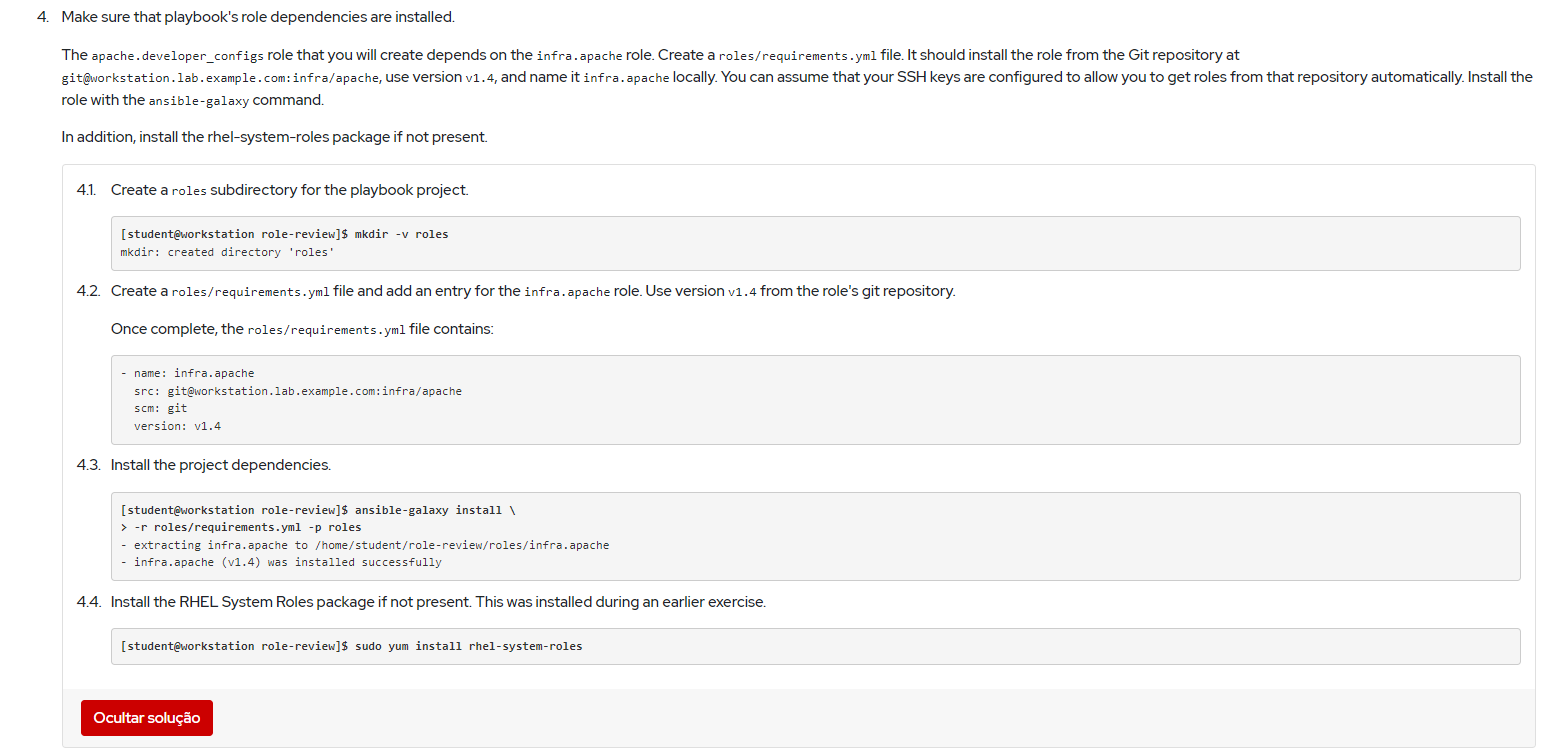 4. Make sure that playbook's role dependencies are installed.
The apache.developer_configs role that you will create depends on the infra.apache role. Create a roles/requirements.yml file. It should install the role from the Git repository at
git@workstation.lab.example.com:infra/apache, use version v1.4, and name it infra.apache locally. You can assume that your SSH keys are configured to allow you to get roles from that repository automatically. Install the
role with the ansible-galaxy command.
In addition, install the rhel-system-roles package if not present.
4.1. Create a roles subdirectory for the playbook project.
[student@workstation role-review]$ mkdir -v roles
mkdir: created directory 'roles'
4.2. Create a roles/requirements.yml file and add an entry for the infra.apache role. Use version v1.4 from the role's git repository.
Once complete, the roles/requirements.yml file contains:
- name: infra.apache
  src: git@workstation.lab.example.com:infra/apache
  scm: git
  version: v1.4
4.3. Install the project dependencies.
[student@workstation role-review]$ ansible-galaxy install \
> -r roles/requirements.yml -p roles
- extracting infra.apache to /home/student/role-review/roles/infra.apache
- infra.apache (v1.4) was installed successfully
4.4. Install the RHEL System Roles package if not present. This was installed during an earlier exercise.
[student@workstation role-review]$ sudo yum install rhel-system-roles
Ocultar solução